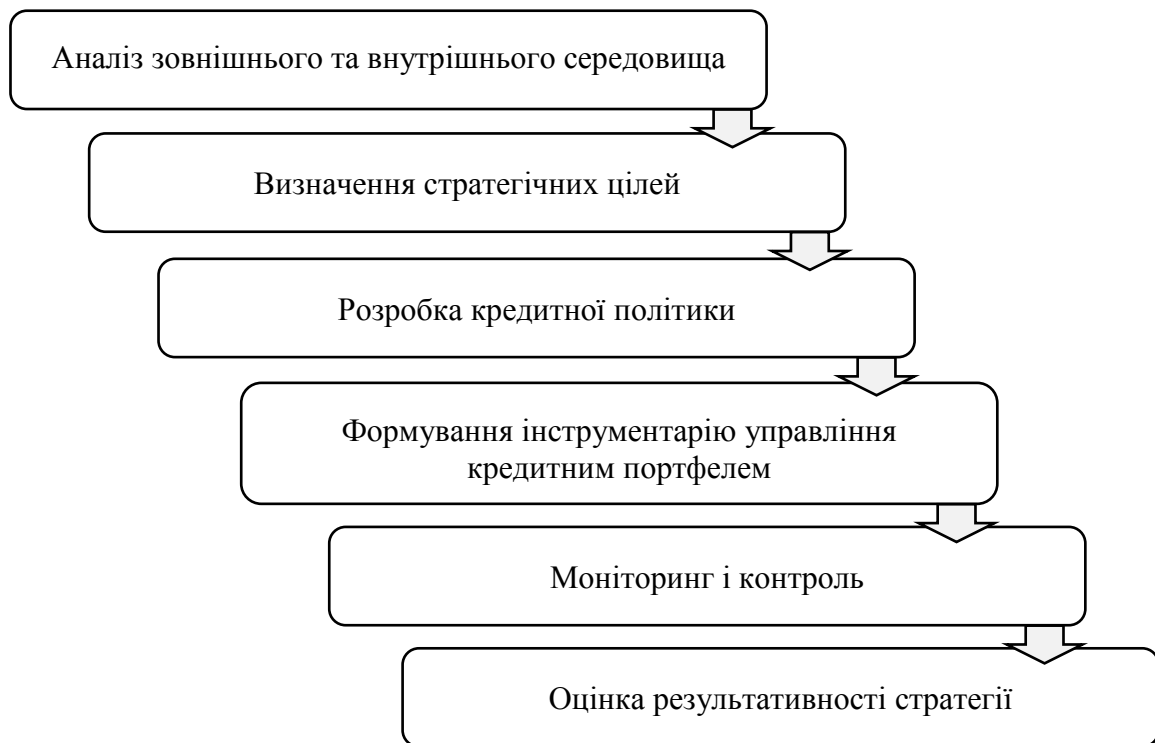 Аналіз зовнішнього та внутрішнього середовища
Визначення стратегічних цілей
Розробка кредитної політики
Формування інструментарію управління
кредитним портфелем
Моніторинг і контроль
Оцінка результативності стратегії